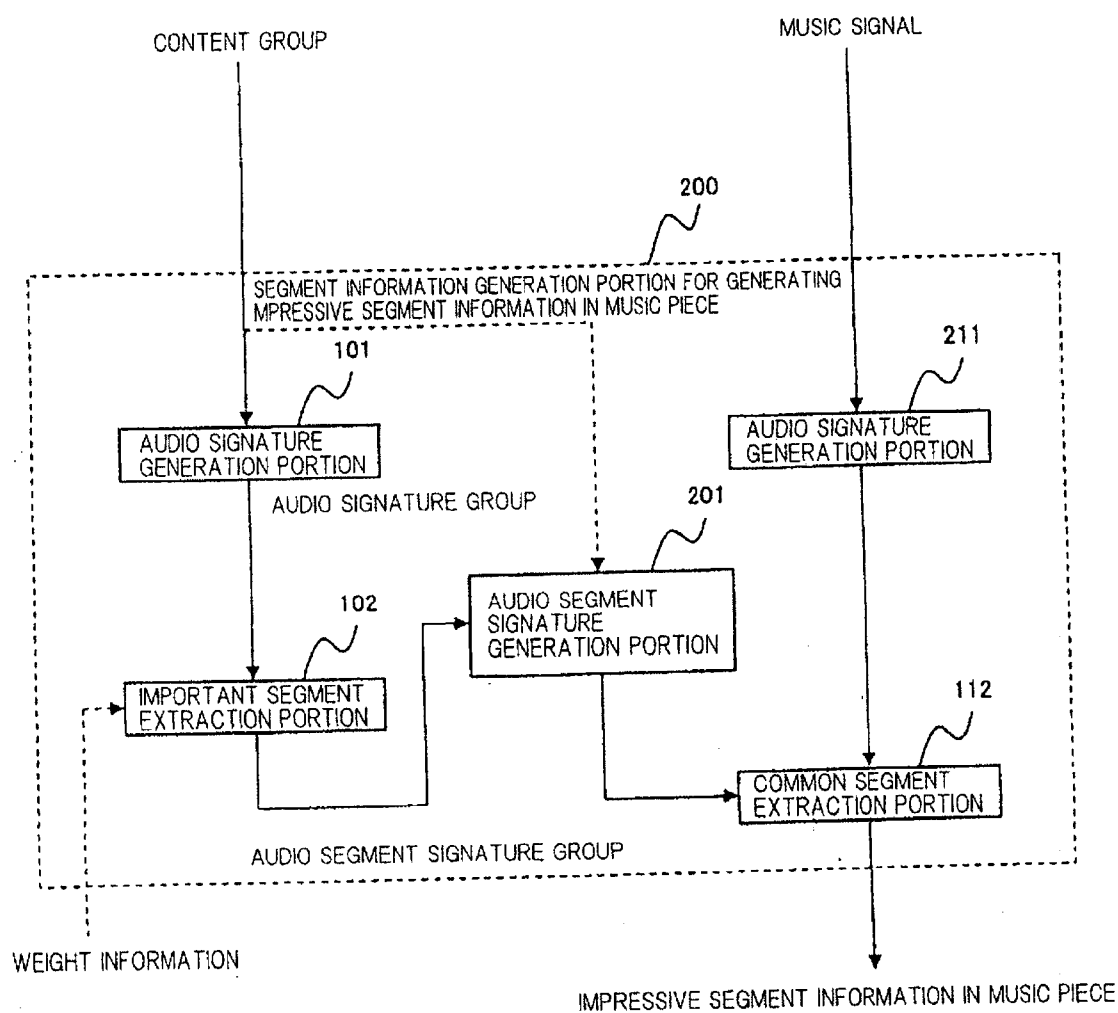 CONTENT GROUP
MUSIC SIGNAL
200
SEGMENT INFORMATION GENERATION PORTION FOR GENERATING
MPRESSIVE SEGMENT INFORMATION IN MUSIC PIECE
101
211
AUDIO SIGNATURE
GENERATION PORTION
AUDIO SIGNATURE
GENERATION PORTION
AUDIO SIGNATURE GROUP
201
AUDIO SEGMENT
SIGNATURE
GENERATION PORTION
102
IMPORTANT SEGMENT
EXTRACTION PORTION
112
COMMON SEGMENT
EXTRACTION PORTION
AUDIO SEGMENT SIGNATURE GROUP
WEIGHT INFORMATION
IMPRESSIVE SEGMENT INFORMATION IN MUSIC PIECE